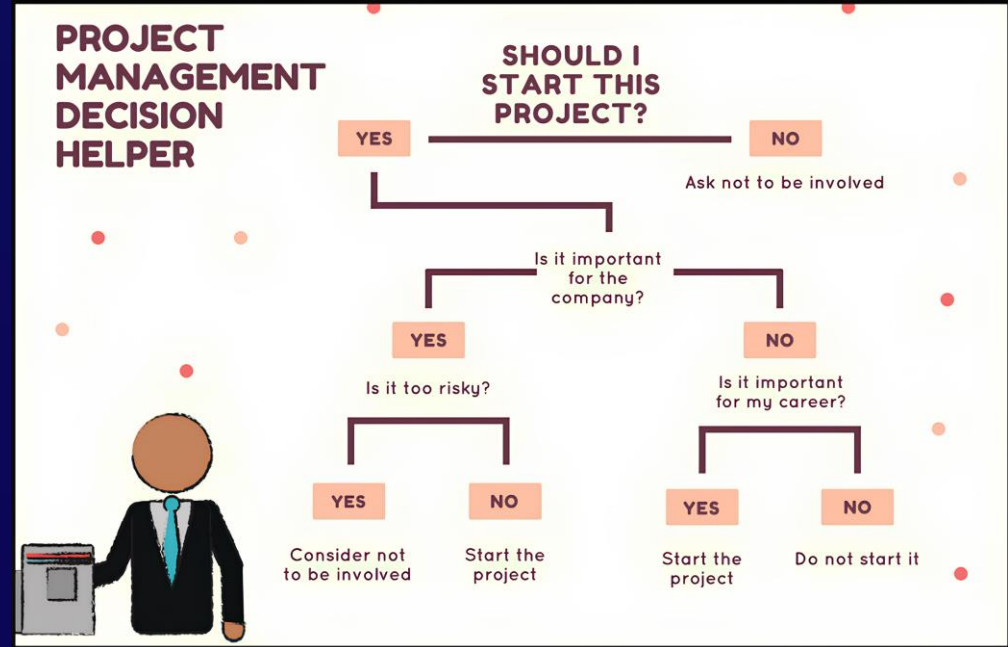 PROJECT
MANAGEMENT
DECISION
HELPER
SHOULD I
START THIS
PROJECT?
YES
NO
Ask not to be involved
Is it important
for the
company?
YES
NO
Is it too risky?
Is it important
for my career?
YES
NO
YES
NO
Consider not
to be involved
Start the
project
Start the
project
Do not start it